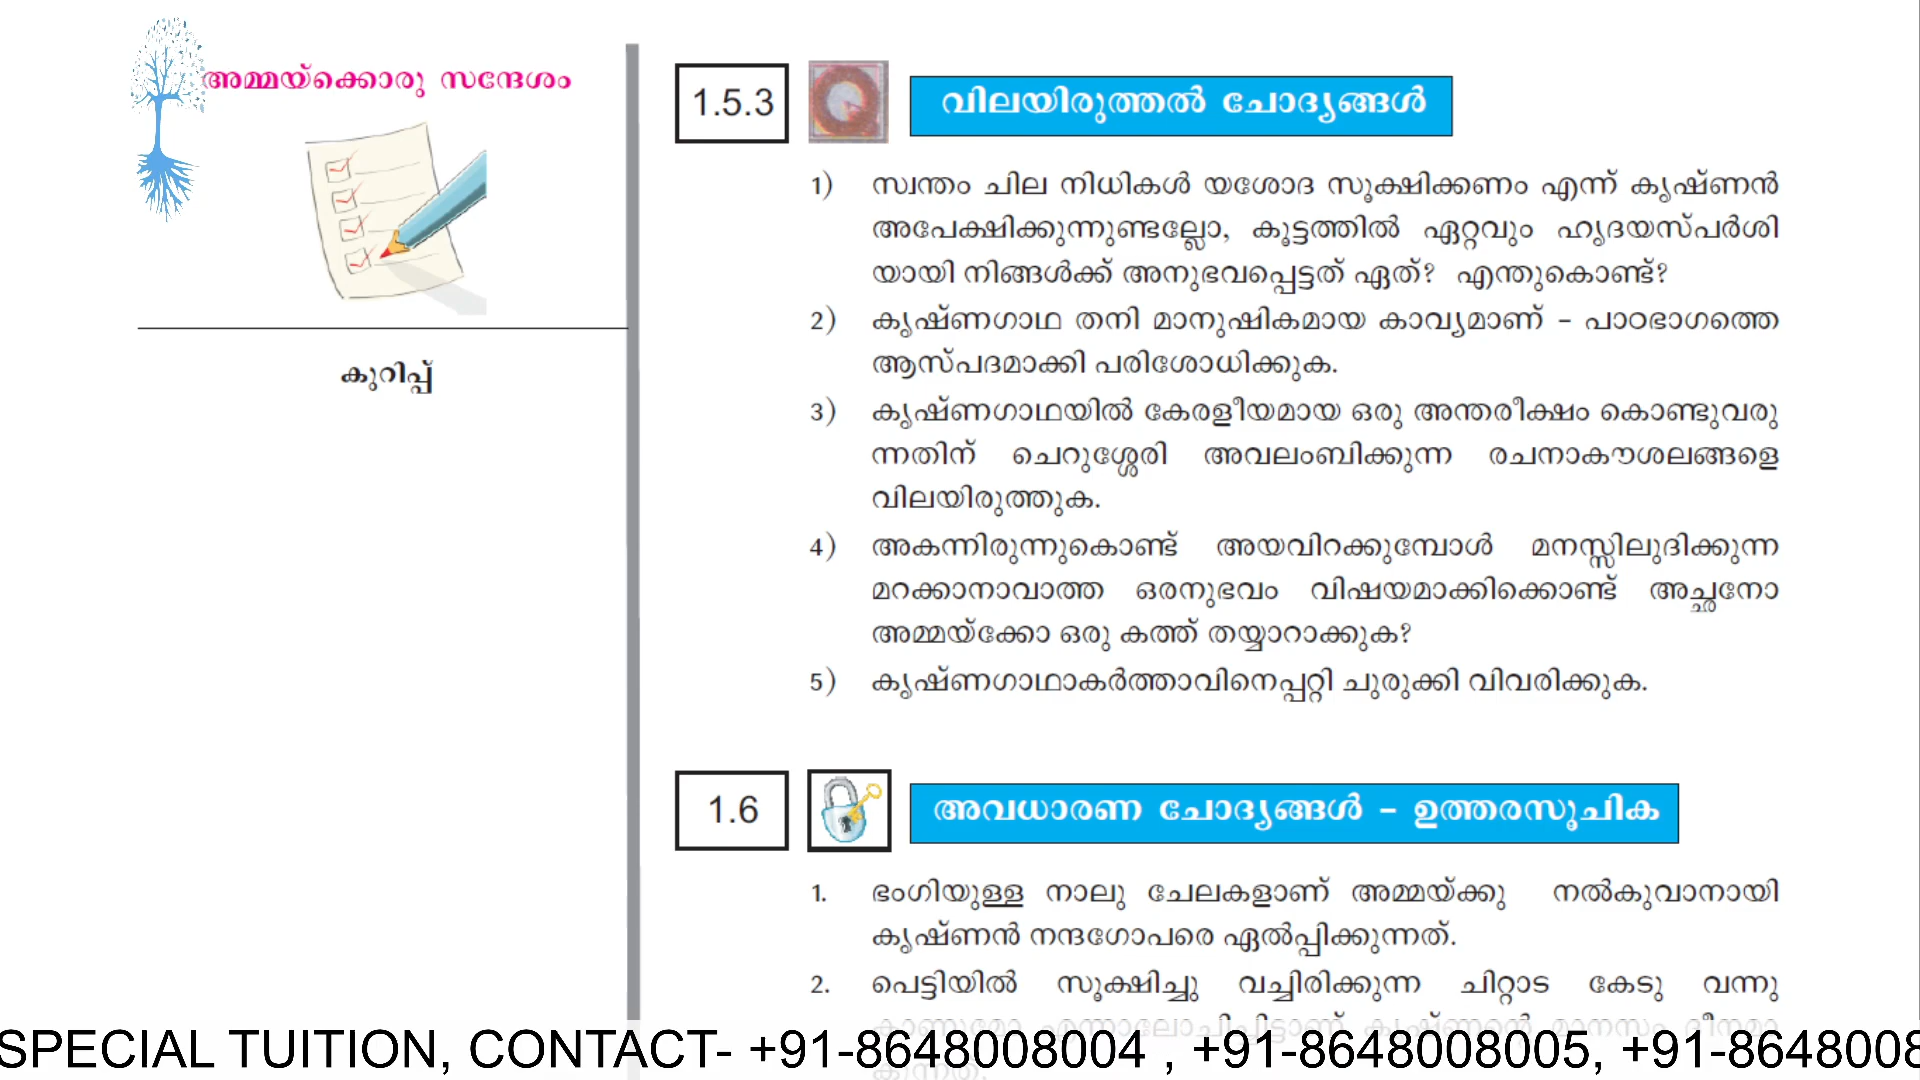 അമ്മയ്ക്കൊരു സന്ദേശം
കുറിപ്പ്
1.5.3
വിലയിരുത്തൽ ചോദ്യങ്ങൾ
1) സ്വന്തം ചില നിധികൾ യശോദ സൂക്ഷിക്കണം എന്ന് കൃഷ്ണൻ
അപേക്ഷിക്കുന്നുണ്ടല്ലോ, കൂട്ടത്തിൽ ഏറ്റവും ഹൃദയസ്പർശി
യായി നിങ്ങൾക്ക് അനുഭവപ്പെട്ടത് ഏത്? എന്തുകൊണ്ട്?
2) കൃഷ്ണഗാഥ തനി മാനുഷികമായ കാവ്യമാണ് – പാഠഭാഗത്തെ
ആസ്പദമാക്കി പരിശോധിക്കുക.
3) കൃഷ്ണഗാഥയിൽ കേരളീയമായ ഒരു അന്തരീക്ഷം കൊണ്ടുവരു
ന്നതിന് ചെറുശ്ശേരി അവലംബിക്കുന്ന രചനാകൗശലങ്ങളെ
വിലയിരുത്തുക.
4) അകന്നിരുന്നുകൊണ്ട് അയവിറക്കുമ്പോൾ മനസ്സിലുദിക്കുന്ന
മറക്കാനാവാത്ത ഒരനുഭവം വിഷയമാക്കിക്കൊണ്ട് അച്ഛനോ
അമ്മയ്ക്കോ ഒരു കത്ത് തയ്യാറാക്കുക?
5) കൃഷ്ണഗാഥാകർത്താവിനെപ്പറ്റി ചുരുക്കി വിവരിക്കുക.
1.6
അവധാരണ ചോദ്യങ്ങൾ – ഉത്തരസൂചിക
1. ഭംഗിയുള്ള നാലു ചേലകളാണ് അമ്മയ്ക്കു നൽകുവാനായി
കൃഷ്ണൻ നന്ദഗോപരെ ഏൽപ്പിക്കുന്നത്.
2. പെട്ടിയിൽ സൂക്ഷിച്ചു വച്ചിരിക്കുന്ന ചിറ്റാട കേടു വന്നു
SPECIAL TUITION, CONTACT- +91-8648008004 , +91-8648008005, +91-8648008